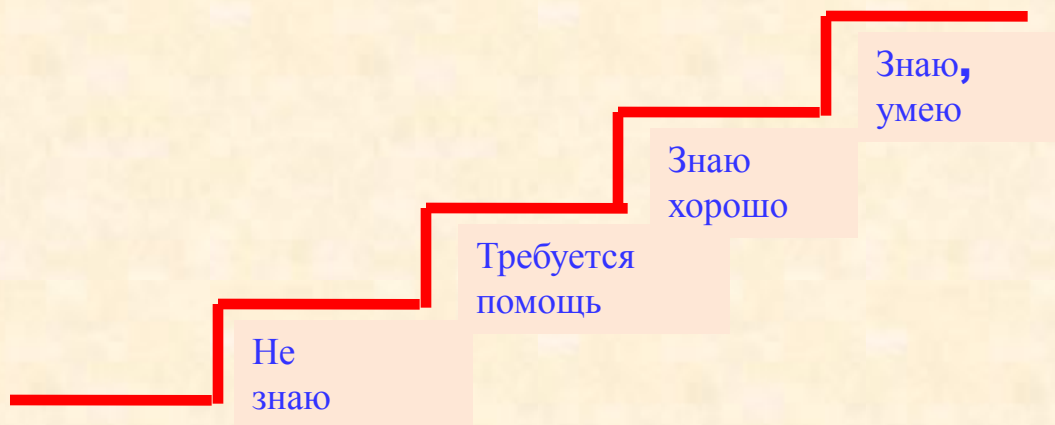 Знаю,
умею
Знаю
хорошо
Требуется
помощь
Не
знаю